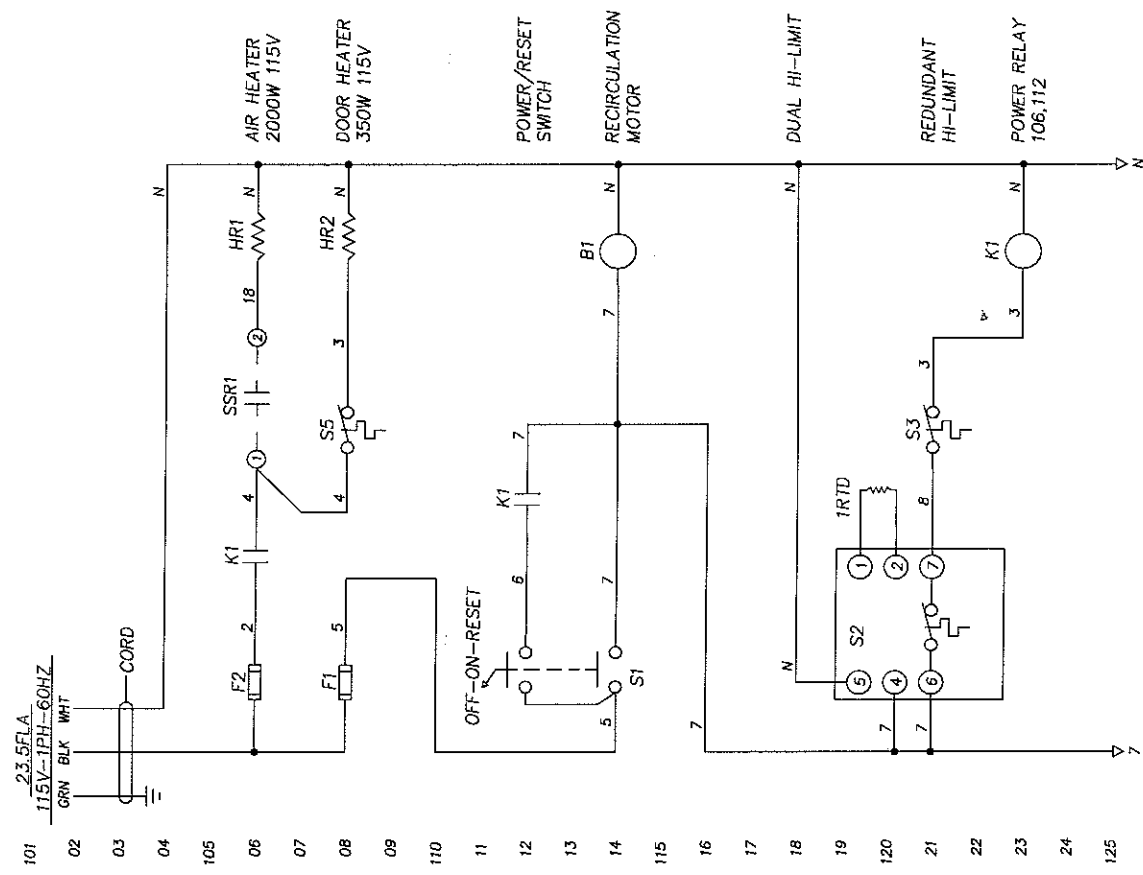 101
23.5FLA
115V-1PH-60HZ
02
GRN BLK WHT
03
CORD
04
N
105
06
F2
2
K1
4
1
SSR1
2
18
HR1
N
AIR HEATER
2000W 115V
07
08
F1
5
4
S5
3
HR2
N
DOOR HEATER
350W 115V
09
110
11
OFF-ON-RESET
12
6
K1
7
POWER/RESET
SWITCH
13
14
5
S1
7
7
B1
N
RECIRCULATION
MOTOR
115
16
7
17
18
N
N
DUAL HI-LIMIT
19
5
S2
1
1RTD
120
7
4
2
21
7
6
7
8
S3
3
REDUNDANT
HI-LIMIT
22
23
3
K1
N
POWER RELAY
106,112
24
125
7
N